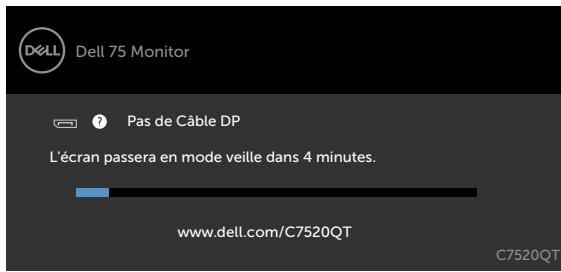 DELL
Dell 75 Monitor
? Pas de Câble DP
L'écran passera en mode veille dans 4 minutes.
www.dell.com/C7520QT
C7520QT